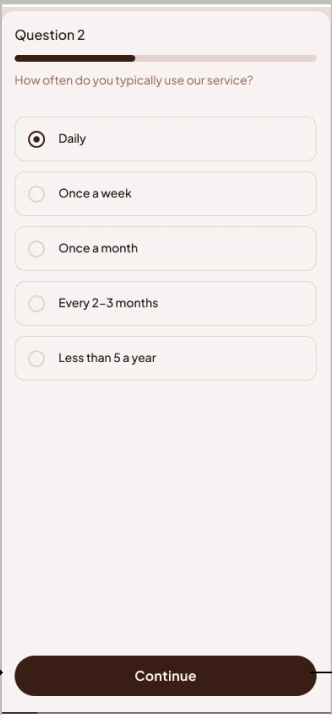 Question 2
How often do you typically use our service?
Daily
Once a week
Once a month
Every 2–3 months
Less than 5 a year
Continue